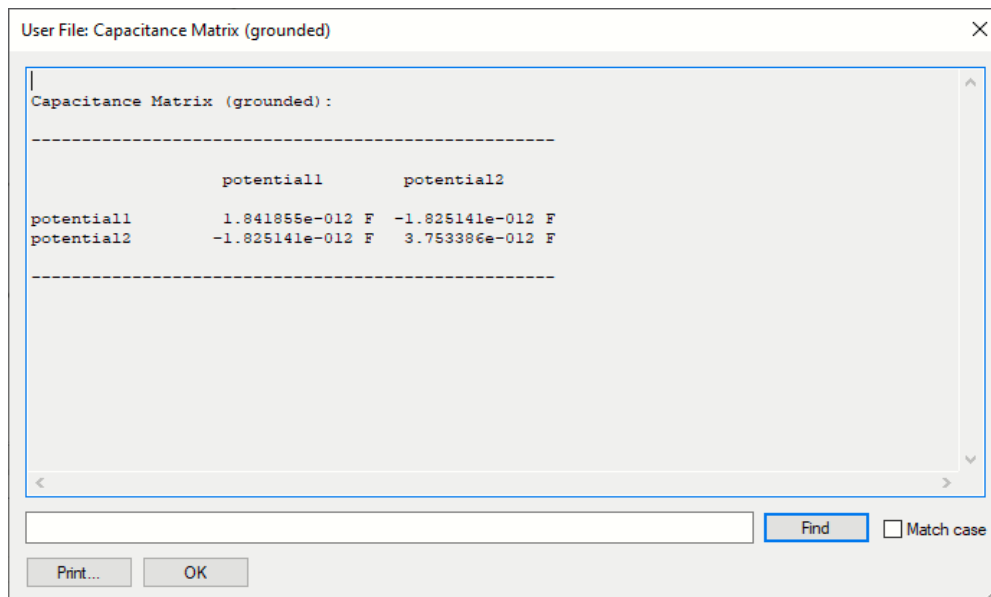 User File: Capacitance Matrix (grounded)
Capacitance Matrix (grounded):
----------------------------------------------------
potential1 potential2
potential1 1.841855e-012 F -1.825141e-012 F
potential2 -1.825141e-012 F 3.753386e-012 F
----------------------------------------------------
Find Match case
Print... OK